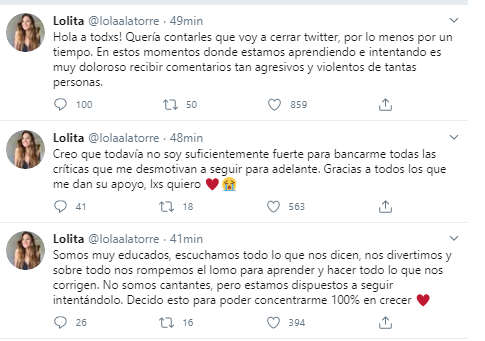 Lolita @lolaalatorre · 49min
Hola a todxs! Quería contarles que voy a cerrar twitter, por lo menos por un
tiempo. En estos momentos donde estamos aprendiendo e intentando es
muy doloroso recibir comentarios tan agresivos y violentos de tantas
personas.
100 50 859
Lolita @lolaalatorre · 48min
Creo que todavía no soy suficientemente fuerte para bancarme todas las
críticas que me desmotivan a seguir para adelante. Gracias a todos los que
me dan su apoyo, lxs quiero ♥️😭
41 18 563
Lolita @lolaalatorre · 41min
Somos muy educados, escuchamos todo lo que nos dicen, nos divertimos y
sobre todo nos rompemos el lomo para aprender y hacer todo lo que nos
corrigen. No somos cantantes, pero estamos dispuestos a seguir
intentándolo. Decido esto para poder concentrarme 100% en crecer ♥️
26 16 394